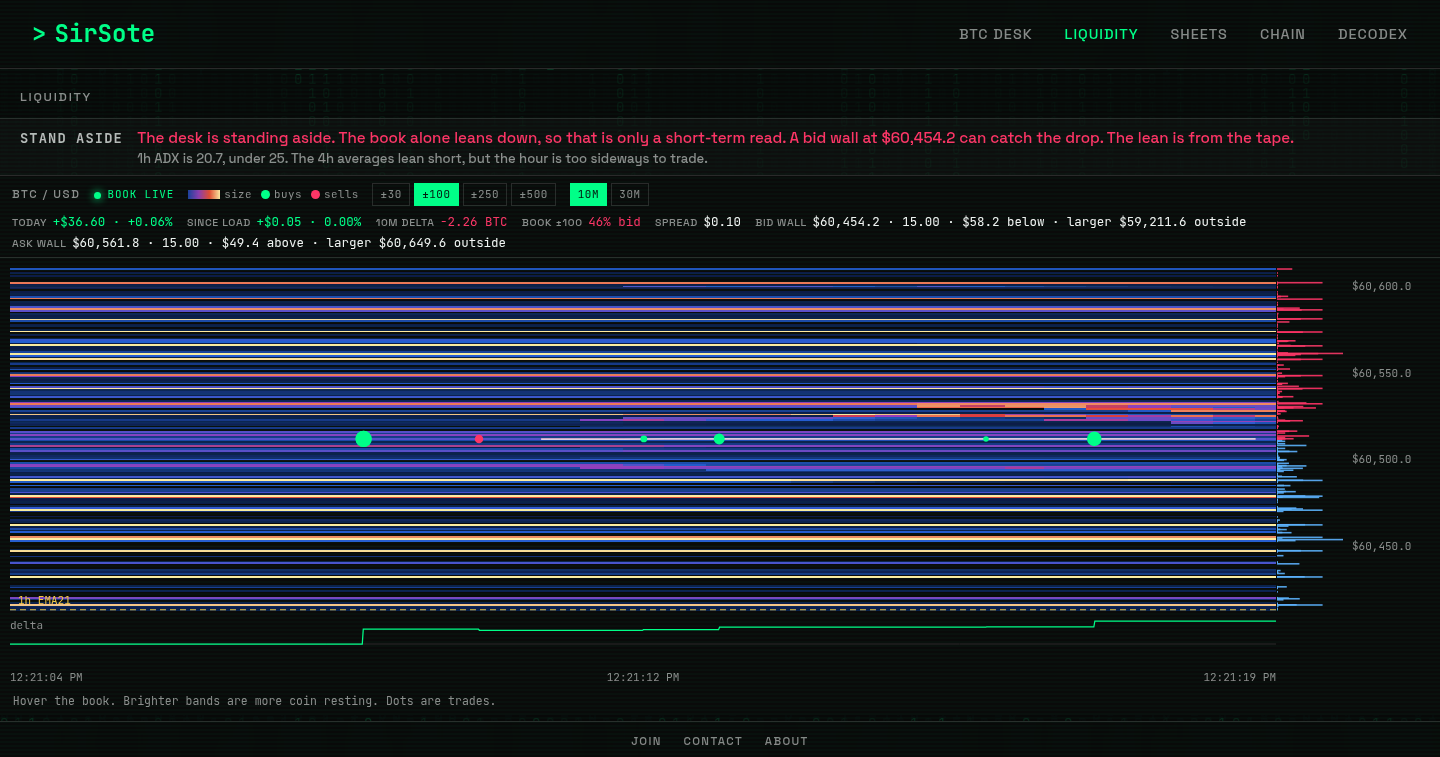 > SirSote
BTC DESK LIQUIDITY SHEETS CHAIN DECODEX
LIQUIDITY
STAND ASIDE The desk is standing aside. The book alone leans down, so that is only a short-term read. A bid wall at $60,454.2 can catch the drop. The lean is from the tape.
1h ADX is 20.7, under 25. The 4h averages lean short, but the hour is too sideways to trade.
BTC / USD BOOK LIVE size buys sells ±30 ±100 ±250 ±500 10M 30M
TODAY +$36.60 · +0.06% SINCE LOAD +$0.05 · 0.00% 10M DELTA -2.26 BTC BOOK ±100 46% bid SPREAD $0.10 BID WALL $60,454.2 · 15.00 · $58.2 below · larger $59,211.6 outside
ASK WALL $60,561.8 · 15.00 · $49.4 above · larger $60,649.6 outside
$60,600.0
$60,550.0
$60,500.0
$60,450.0
1h EMA21
delta
12:21:04 PM 12:21:12 PM 12:21:19 PM
Hover the book. Brighter bands are more coin resting. Dots are trades.
JOIN CONTACT ABOUT